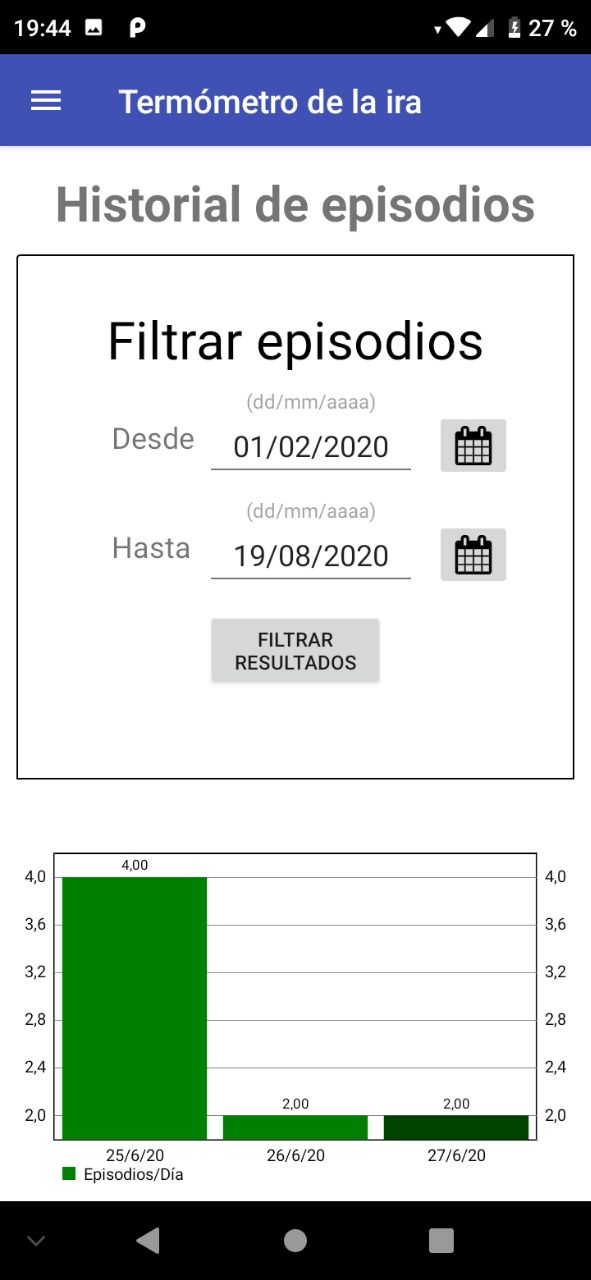 19:44
27 %
Termómetro de la ira
Historial de episodios
Filtrar episodios
(dd/mm/aaaa)
Desde 01/02/2020
(dd/mm/aaaa)
Hasta 19/08/2020
FILTRAR
RESULTADOS
4,00
4,0 4,0
3,6 3,6
3,2 3,2
2,8 2,8
2,4 2,4
2,00 2,00
2,0 2,0
25/6/20 26/6/20 27/6/20
Episodios/Día